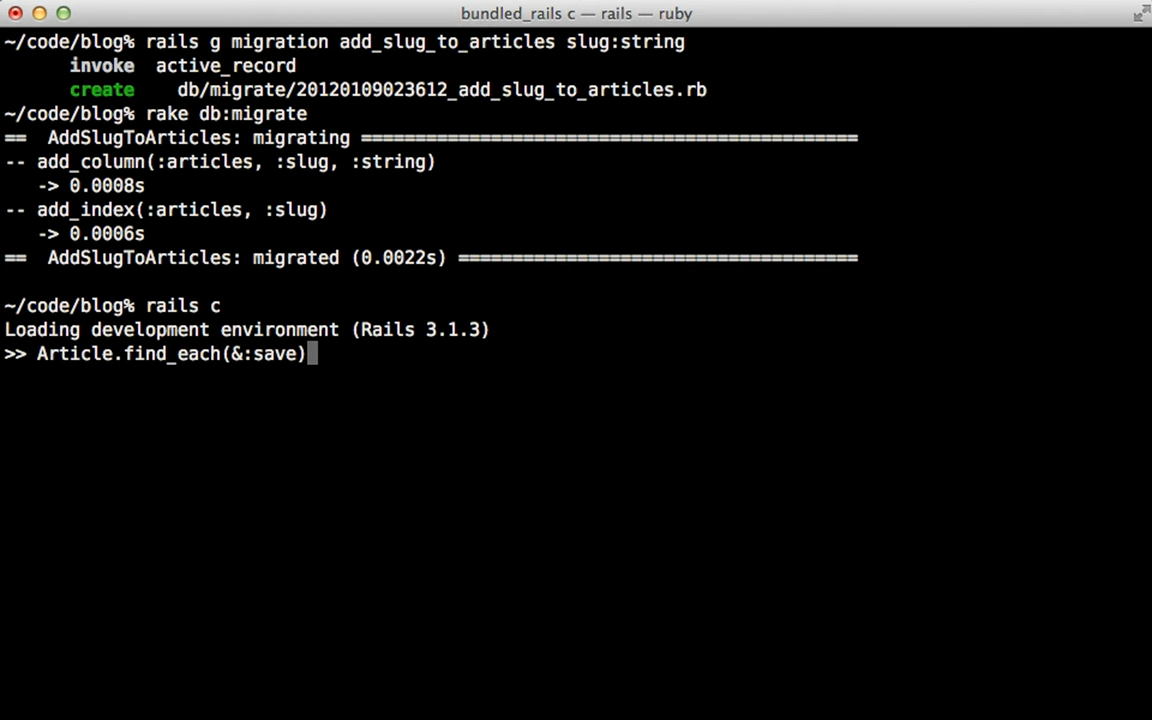 bundled_rails c — rails — ruby
~/code/blog% rails g migration add_slug_to_articles slug:string
      invoke  active_record
      create    db/migrate/20120109023612_add_slug_to_articles.rb
~/code/blog% rake db:migrate
==  AddSlugToArticles: migrating ==============================================
-- add_column(:articles, :slug, :string)
   -> 0.0008s
-- add_index(:articles, :slug)
   -> 0.0006s
==  AddSlugToArticles: migrated (0.0022s) =====================================
~/code/blog% rails c
Loading development environment (Rails 3.1.3)
>> Article.find_each(&:save)